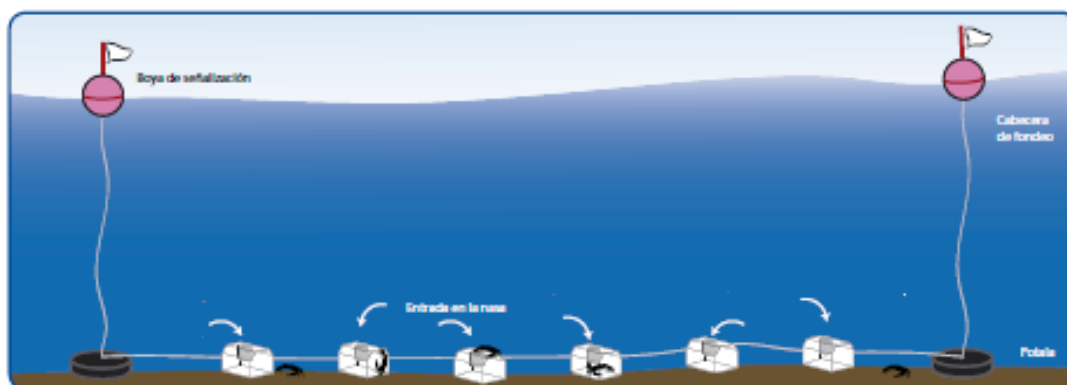 Boya de señalización
Cabecera
de fondeo
Entrada en la nasa
Potala